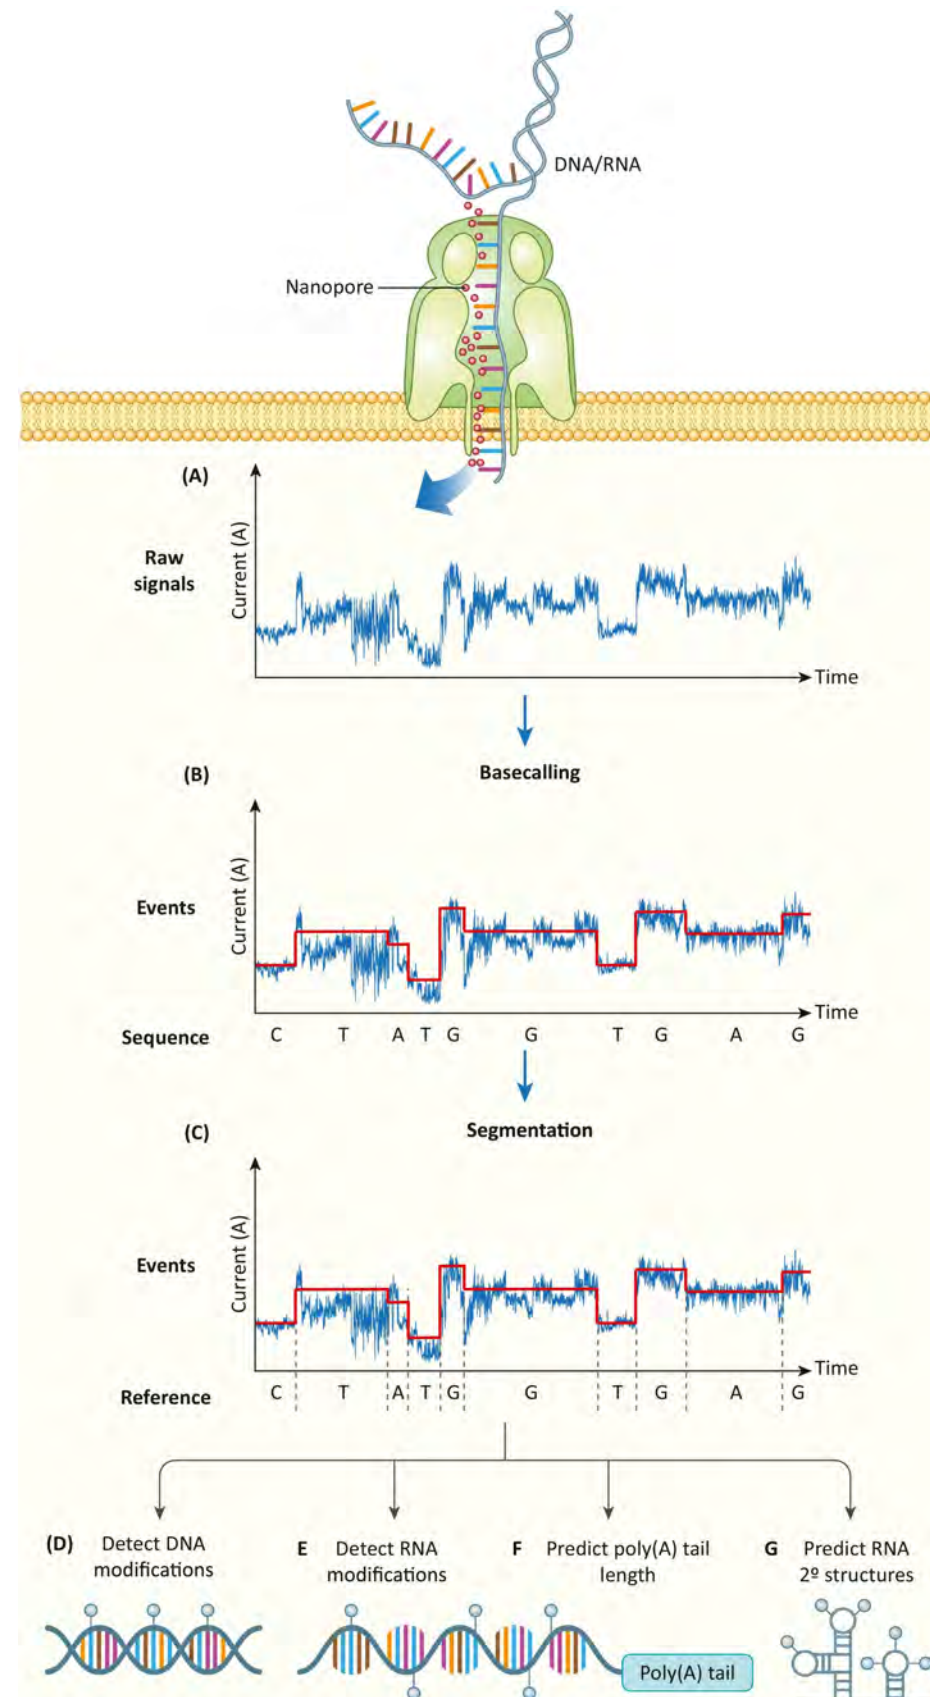 DNA/RNA
Nanopore
(A)
Raw
signals
Current (A)
Time
(B)
Basecalling
Events
Current (A)
Time
Sequence
C T A T G G T G A G
(C)
Segmentation
Events
Current (A)
Time
Reference
C T A T G G T G A G
(D) Detect DNA
modifications
E Detect RNA
modifications
F Predict poly(A) tail
length
G Predict RNA
2º structures
Poly(A) tail